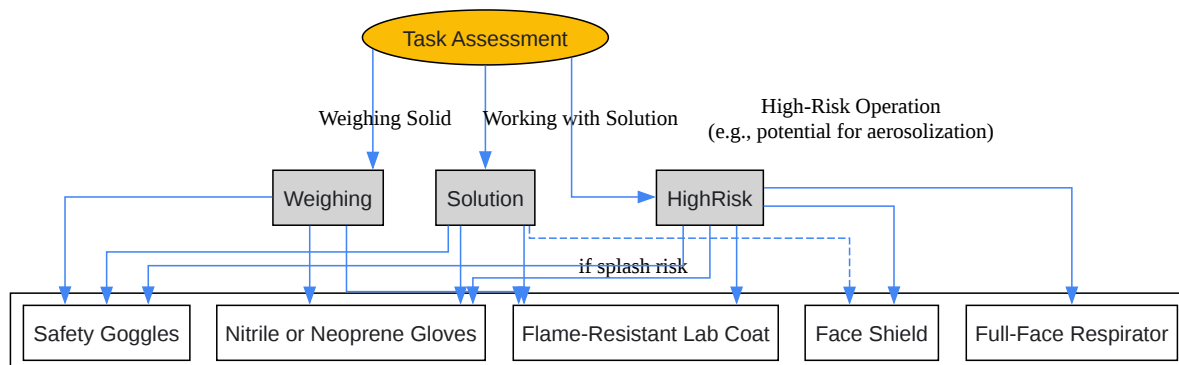 Task Assessment
Weighing Solid
Working with Solution
High-Risk Operation
(e.g., potential for aerosolization)
Weighing
Solution
HighRisk
if splash risk
Safety Goggles
Nitrile or Neoprene Gloves
Flame-Resistant Lab Coat
Face Shield
Full-Face Respirator